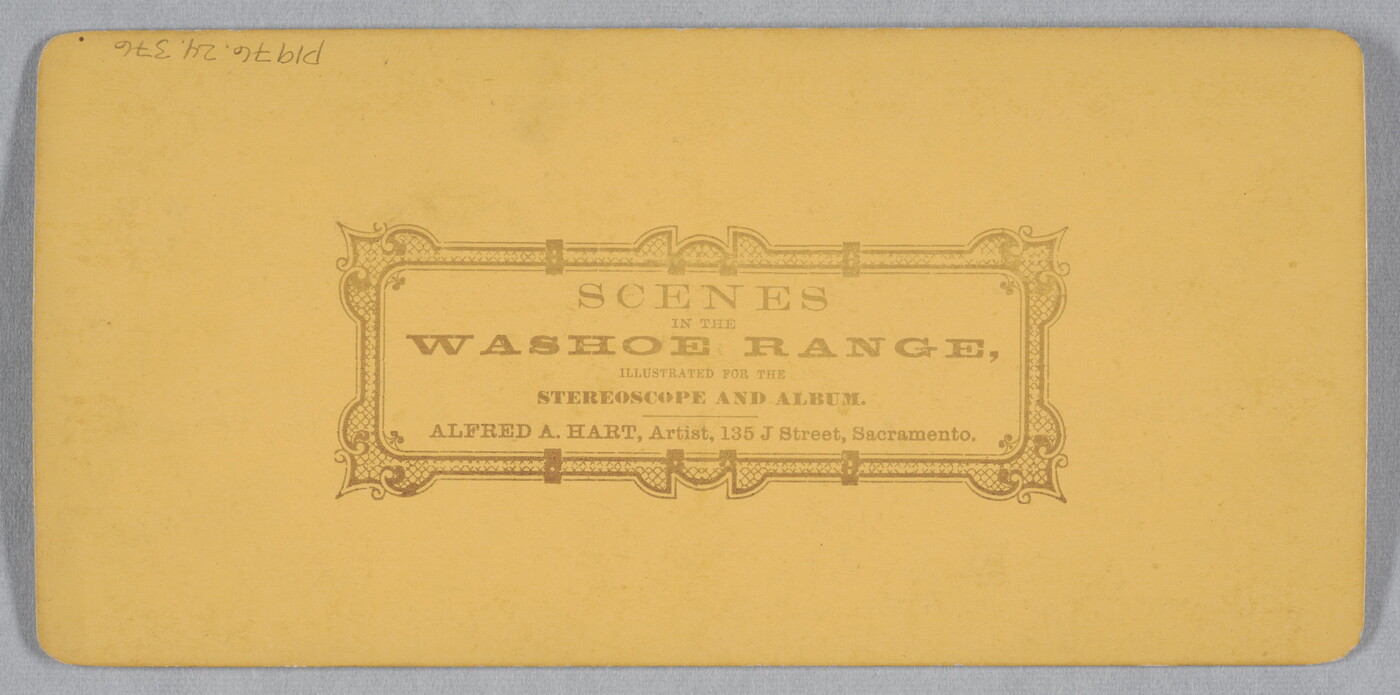 P1976.24.376
SCENES
IN THE
WASHOE RANGE,
ILLUSTRATED FOR THE
STEREOSCOPE AND ALBUM.
ALFRED A. HART, Artist, 135 J Street, Sacramento.